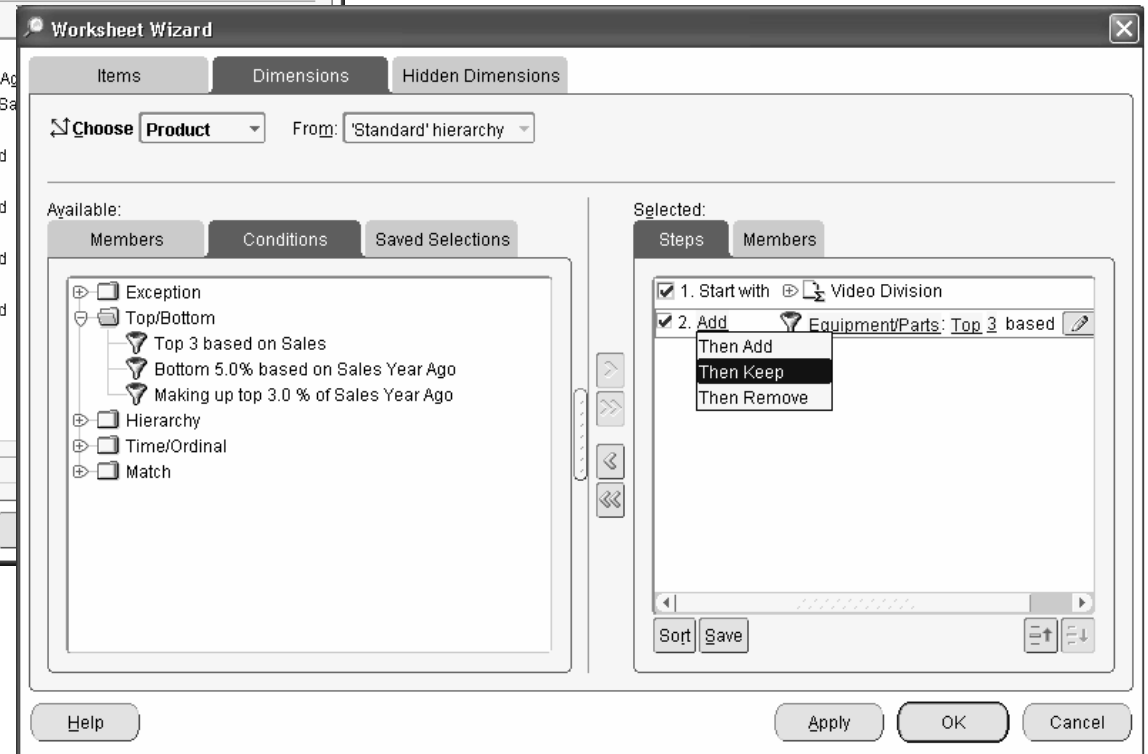 Worksheet Wizard
Items Dimensions Hidden Dimensions
Choose Product From: 'Standard' hierarchy
Available:
Members Conditions Saved Selections
Exception
Top/Bottom
Top 3 based on Sales
Bottom 5.0% based on Sales Year Ago
Making up top 3.0 % of Sales Year Ago
Hierarchy
Time/Ordinal
Match
Selected:
Steps Members
1. Start with Video Division
2. Add Equipment/Parts: Top 3 based
Then Add
Then Keep
Then Remove
Sort Save
Help Apply OK Cancel